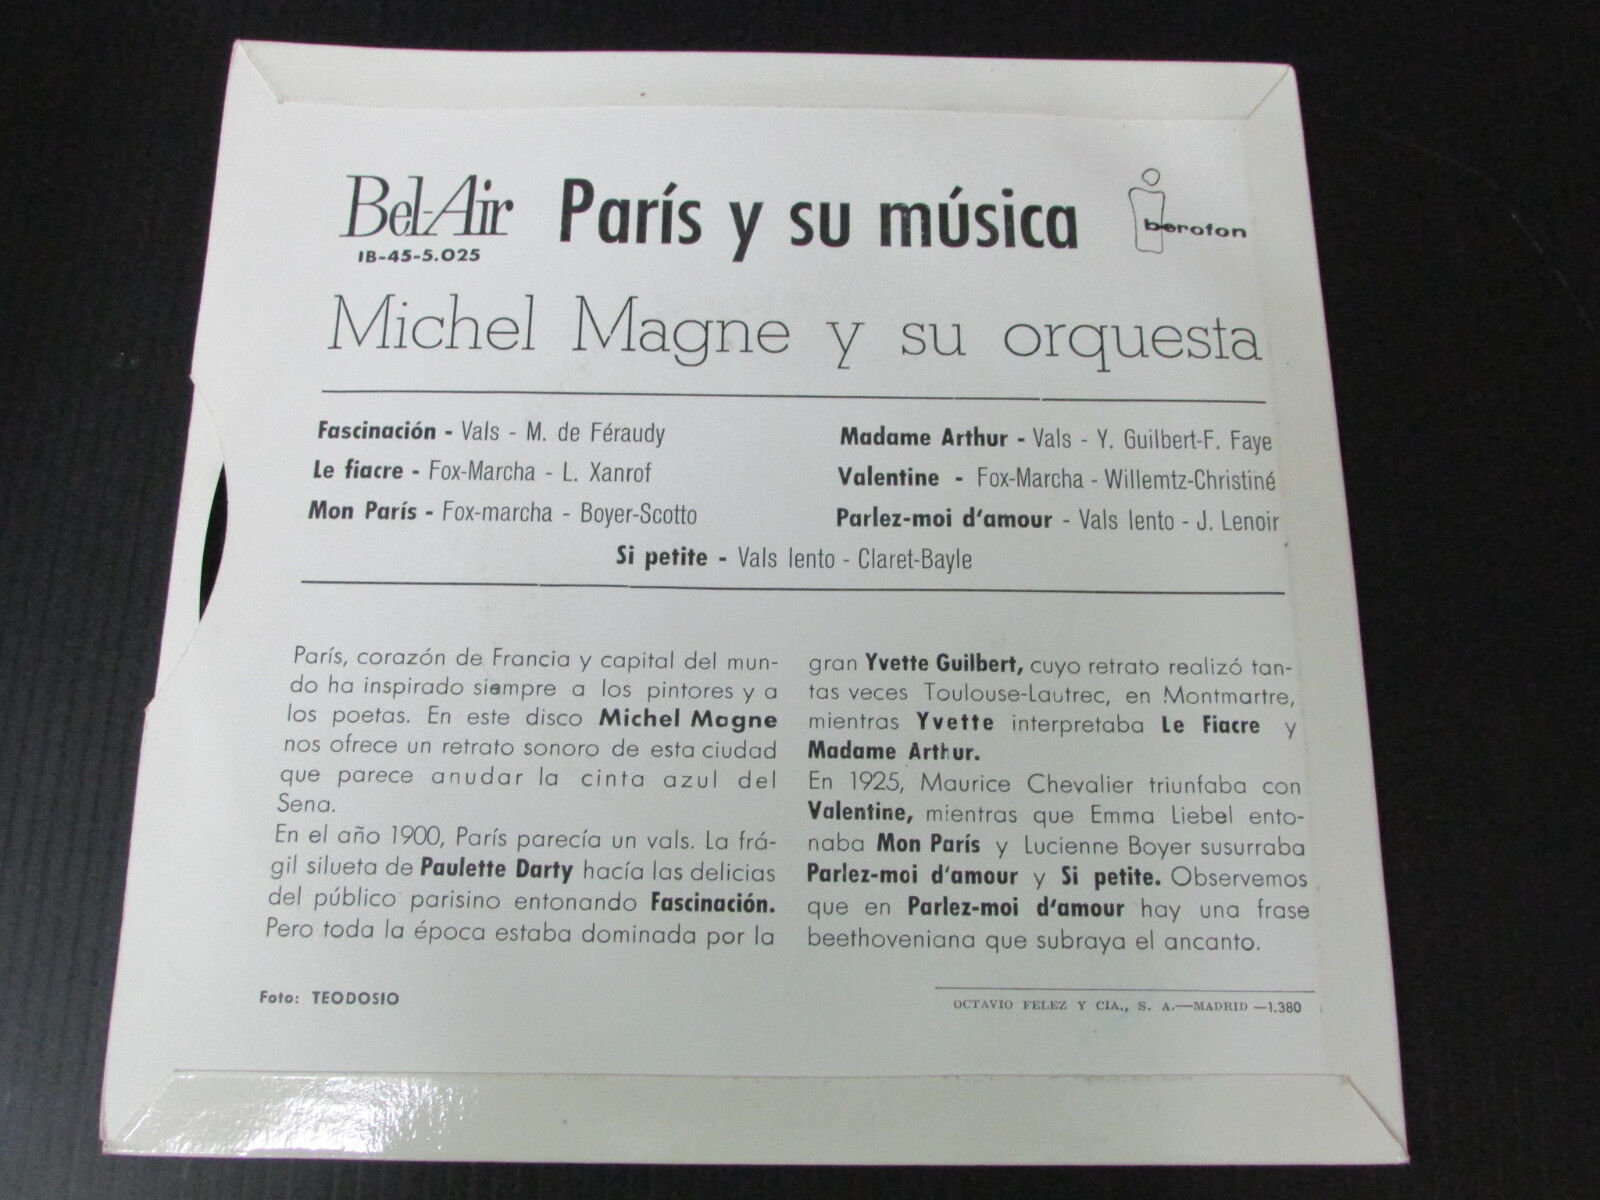 Bel-Air
IB-45-5.025
París y su música
iberofon
Michel Magne y su orquesta
Fascinación - Vals - M. de Féraudy
Le fiacre - Fox-Marcha - L. Xanrof
Mon París - Fox-marcha - Boyer-Scotto
Madame Arthur - Vals - Y. Guilbert-F. Faye
Valentine - Fox-Marcha - Willemtz-Christiné
Parlez-moi d'amour - Vals lento - J. Lenoir
Si petite - Vals lento - Claret-Bayle
París, corazón de Francia y capital del mun-
do ha inspirado siempre a los pintores y a
los poetas. En este disco Michel Magne
nos ofrece un retrato sonoro de esta ciudad
que parece anudar la cinta azul del
Sena.
En el año 1900, París parecía un vals. La frá-
gil silueta de Paulette Darty hacía las delicias
del público parisino entonando Fascinación.
Pero toda la época estaba dominada por la
gran Yvette Guilbert, cuyo retrato realizó tan-
tas veces Toulouse-Lautrec, en Montmartre,
mientras Yvette interpretaba Le Fiacre y
Madame Arthur.
En 1925, Maurice Chevalier triunfaba con
Valentine, mientras que Emma Liebel ento-
naba Mon París y Lucienne Boyer susurraba
Parlez-moi d'amour y Si petite. Observemos
que en Parlez-moi d'amour hay una frase
beethoveniana que subraya el ancanto.
Foto: TEODOSIO
OCTAVIO FELEZ Y CIA., S. A.—MADRID —1.380